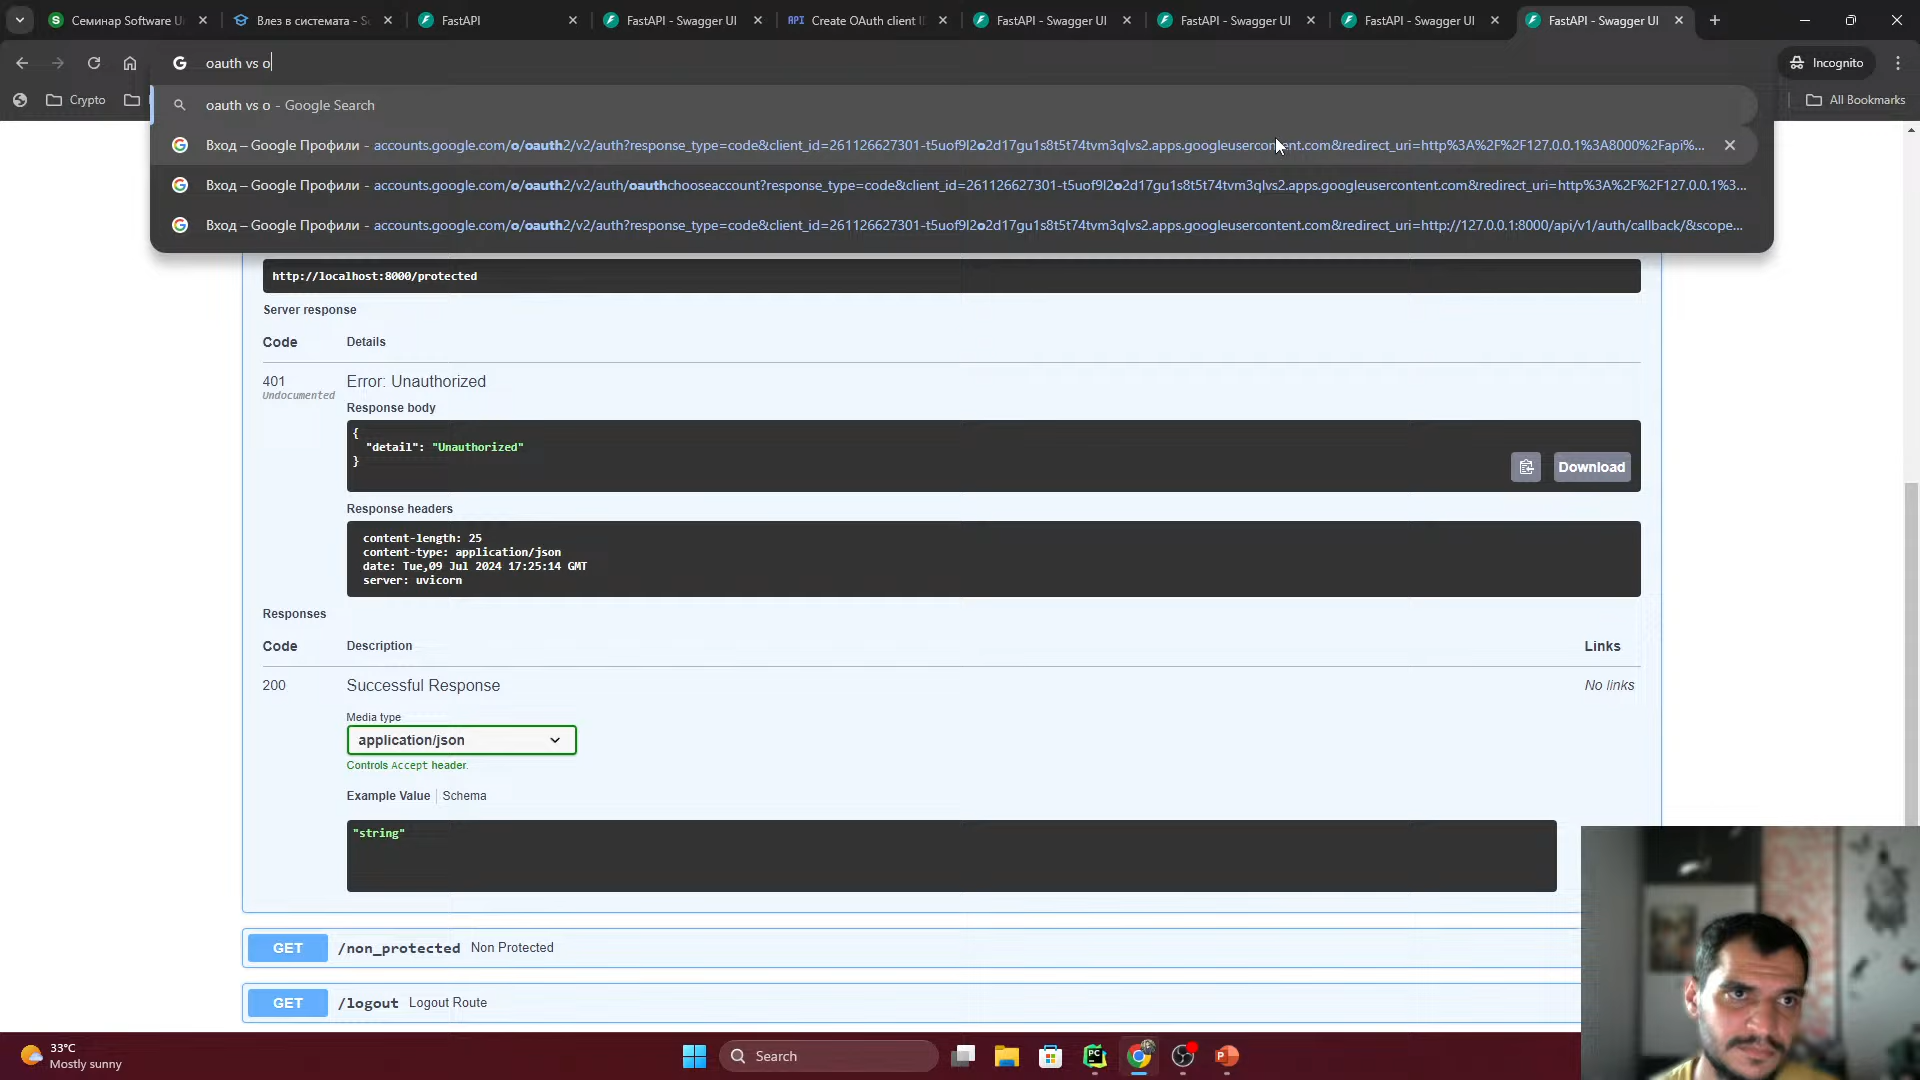 Семинар Software U
Влез в системата - Sc
FastAPI
FastAPI - Swagger UI
API Create OAuth client ID
FastAPI - Swagger UI
FastAPI - Swagger UI
FastAPI - Swagger UI
FastAPI - Swagger UI
oauth vs o
Incognito
Crypto
All Bookmarks
oauth vs o - Google Search
Вход – Google Профили - accounts.google.com/o/oauth2/v2/auth?response_type=code&client_id=261126627301-t5uof9l2o2d17gu1s8t5t74tvm3qlvs2.apps.googleusercontent.com&redirect_uri=http%3A%2F%2F127.0.0.1%3A8000%2Fapi%...
Вход – Google Профили - accounts.google.com/o/oauth2/v2/auth/oauthchooseaccount?response_type=code&client_id=261126627301-t5uof9l2o2d17gu1s8t5t74tvm3qlvs2.apps.googleusercontent.com&redirect_uri=http%3A%2F%2F127.0.0.1%3...
Вход – Google Профили - accounts.google.com/o/oauth2/v2/auth?response_type=code&client_id=261126627301-t5uof9l2o2d17gu1s8t5t74tvm3qlvs2.apps.googleusercontent.com&redirect_uri=http://127.0.0.1:8000/api/v1/auth/callback/&scope...
http://localhost:8000/protected
Server response
Code Details
401 Error: Unauthorized
Undocumented
Response body
{
"detail": "Unauthorized"
}
Download
Response headers
content-length: 25
content-type: application/json
date: Tue,09 Jul 2024 17:25:14 GMT
server: uvicorn
Responses
Code Description Links
200 Successful Response No links
Media type
application/json
Controls Accept header.
Example Value Schema
"string"
GET /non_protected Non Protected
GET /logout Logout Route
33°C
Mostly sunny
Search